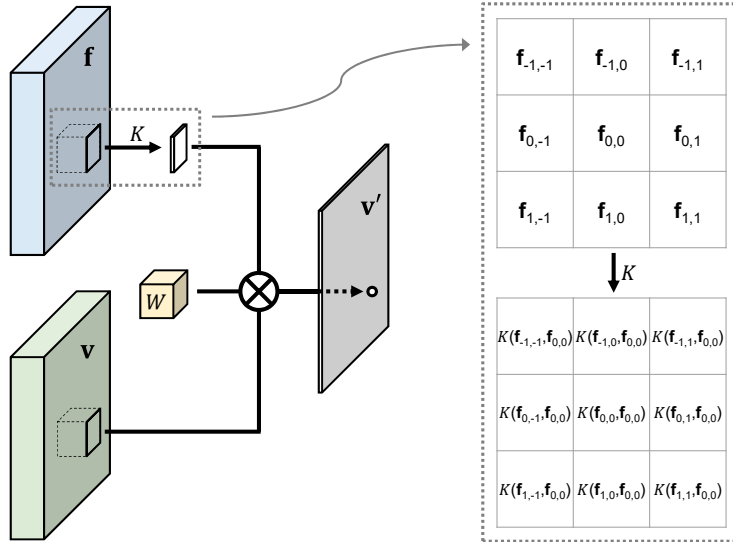 f
K
v′
W
v
f-1,-1 f-1,0 f-1,1
f0,-1 f0,0 f0,1
f1,-1 f1,0 f1,1
K
K(f-1,-1,f0,0) K(f-1,0,f0,0) K(f-1,1,f0,0)
K(f0,-1,f0,0) K(f0,0,f0,0) K(f0,1,f0,0)
K(f1,-1,f0,0) K(f1,0,f0,0) K(f1,1,f0,0)